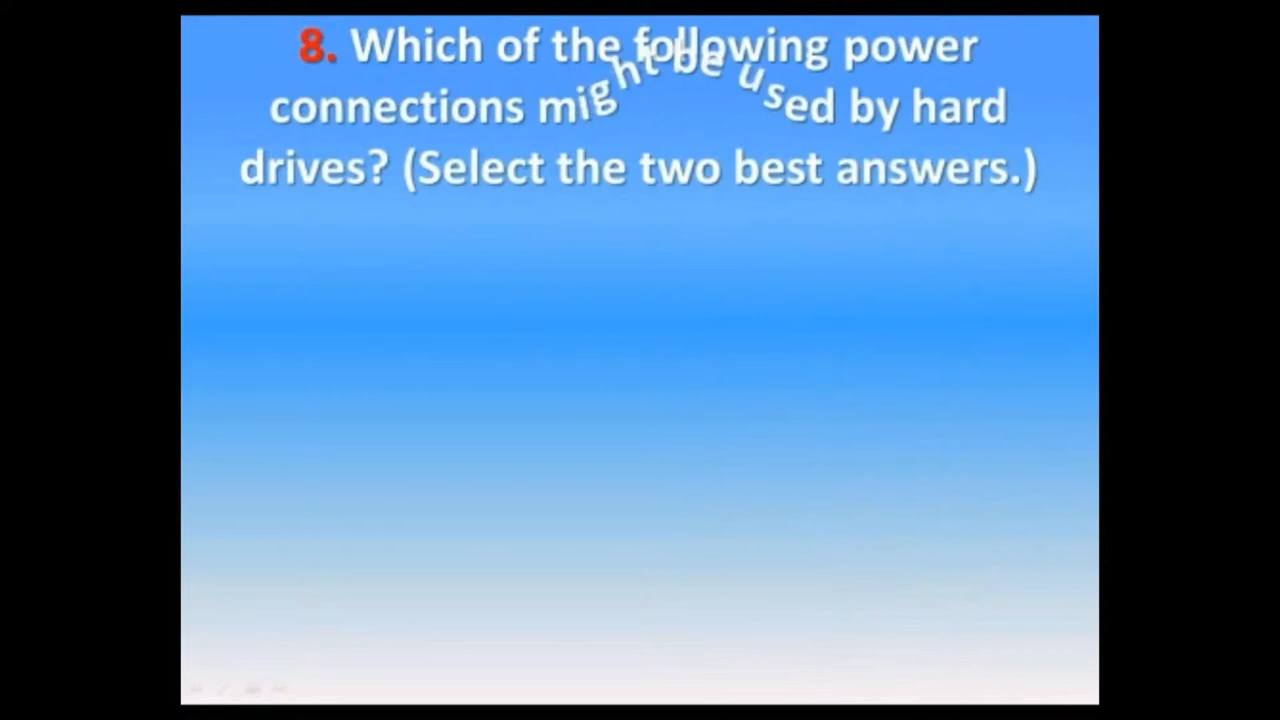 8. Which of the following power
connections might be used by hard
drives? (Select the two best answers.)